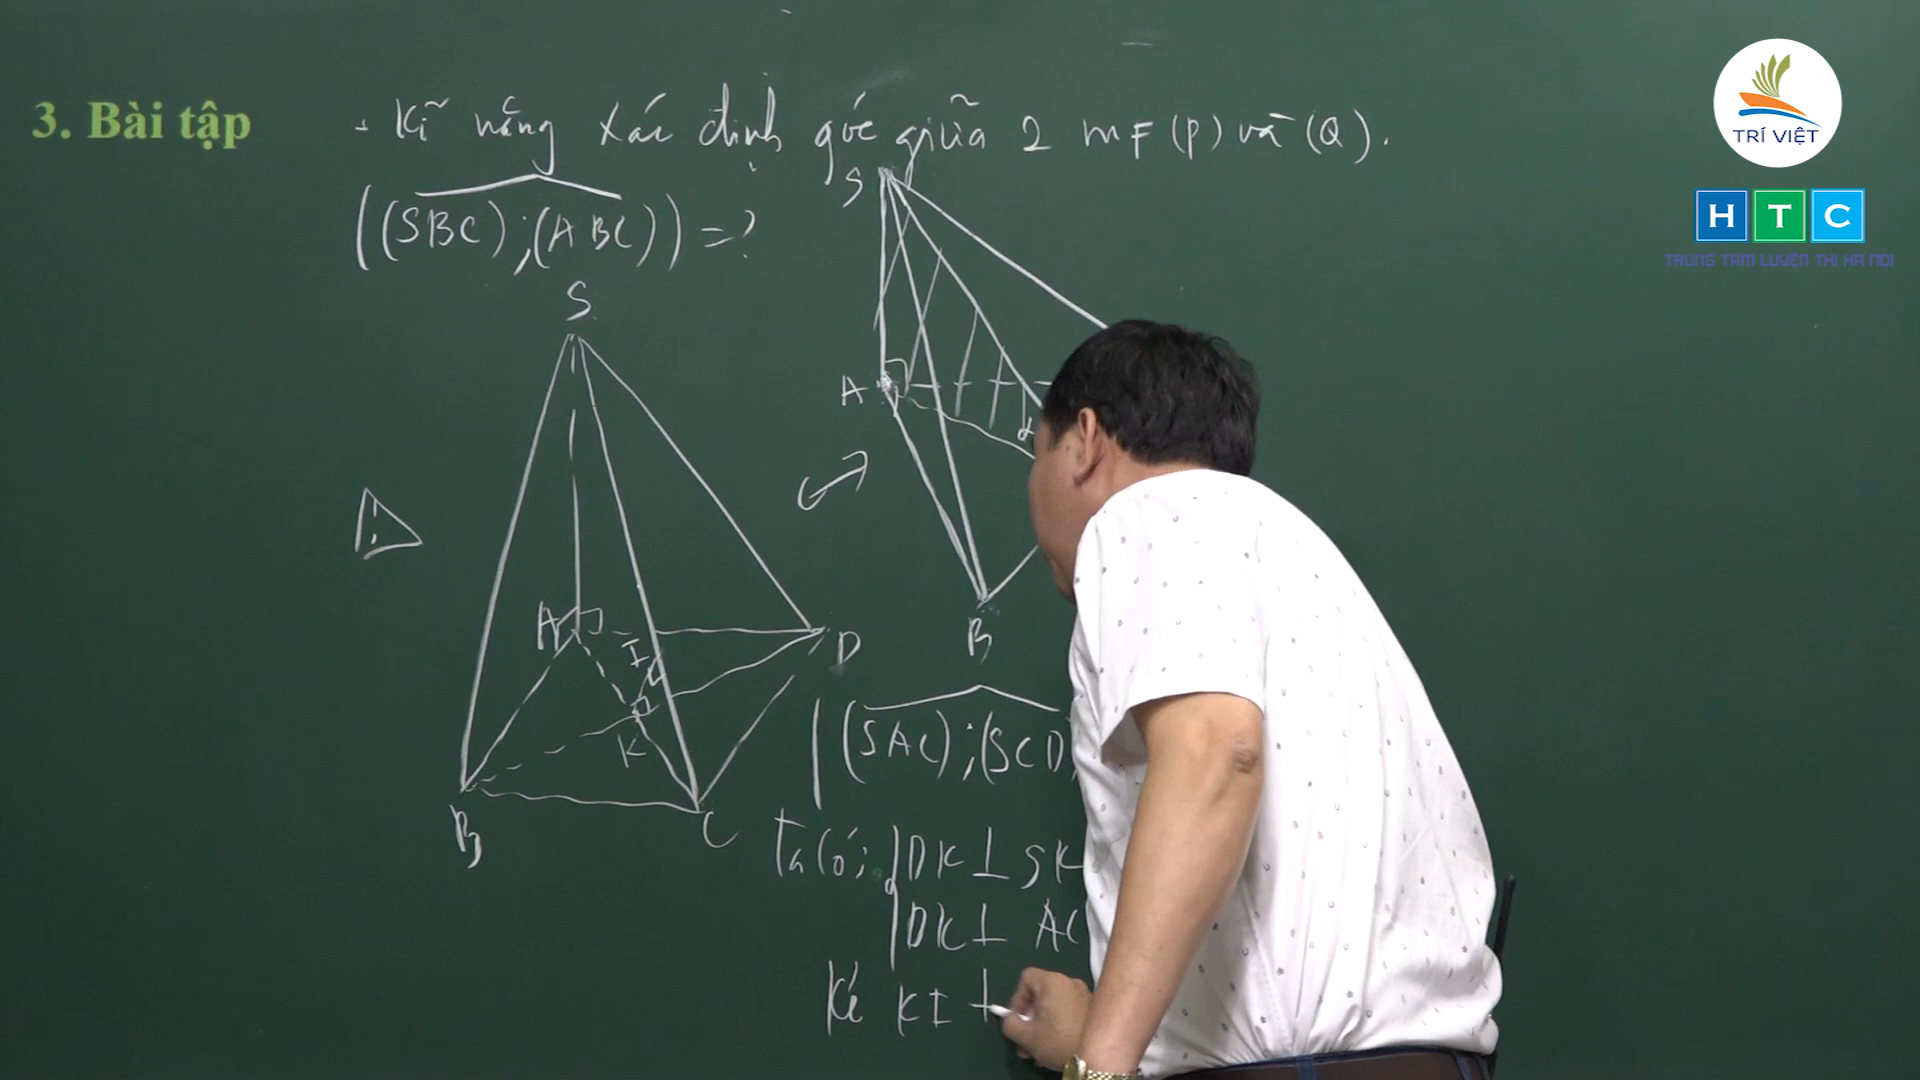 3. Bài tập
- Kĩ năng xác định góc giữa 2 mF (P) và (Q).
((SBC);(ABC)) = ?
S
A
B
S
A
I
D
K
B
C
((SAC);(SCD)
Ta có: DK ⊥ SK
DK ⊥ AC
Kẻ KI ⊥
TRÍ VIỆT
H T C
TRUNG TÂM LUYỆN THI HÀ NỘI